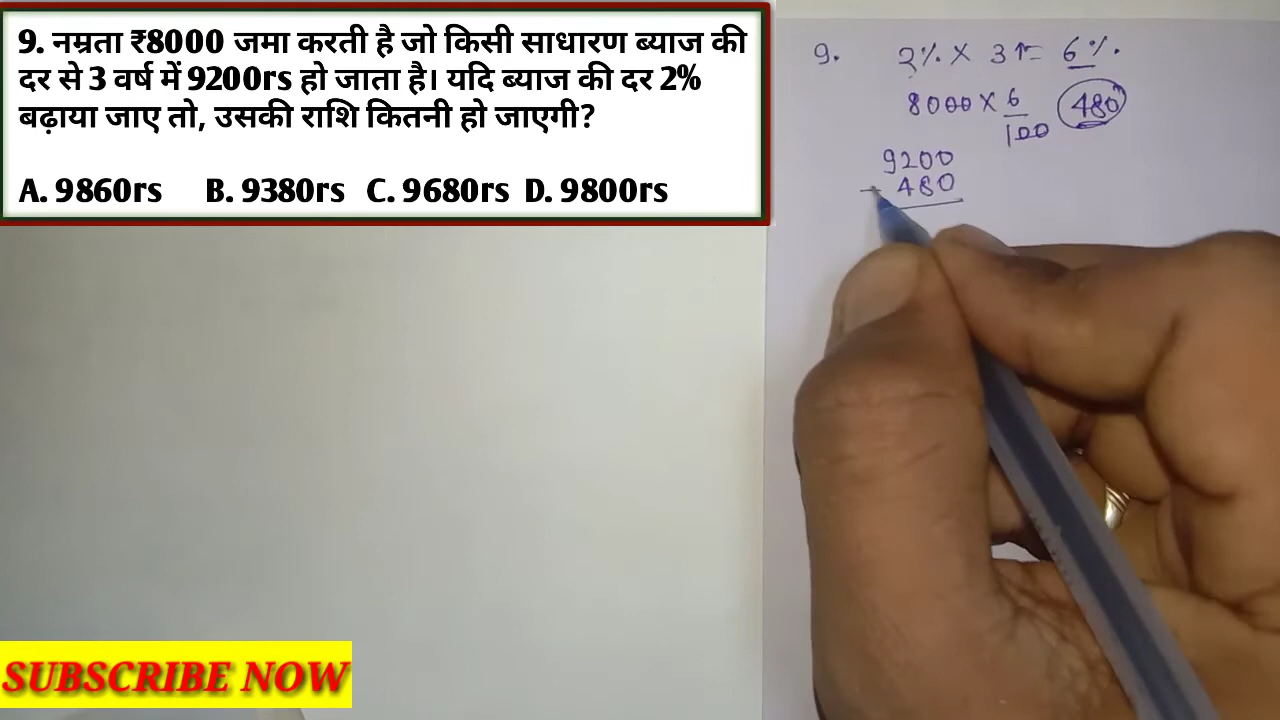 9. नम्रता ₹8000 जमा करती है जो किसी साधारण ब्याज की
दर से 3 वर्ष में 9200rs हो जाता है। यदि ब्याज की दर 2%
बढ़ाया जाए तो, उसकी राशि कितनी हो जाएगी?
A. 9860rs B. 9380rs C. 9680rs D. 9800rs
9. 2% × 3 = 6%.
8000 × 6/100 480
9200
480
SUBSCRIBE NOW